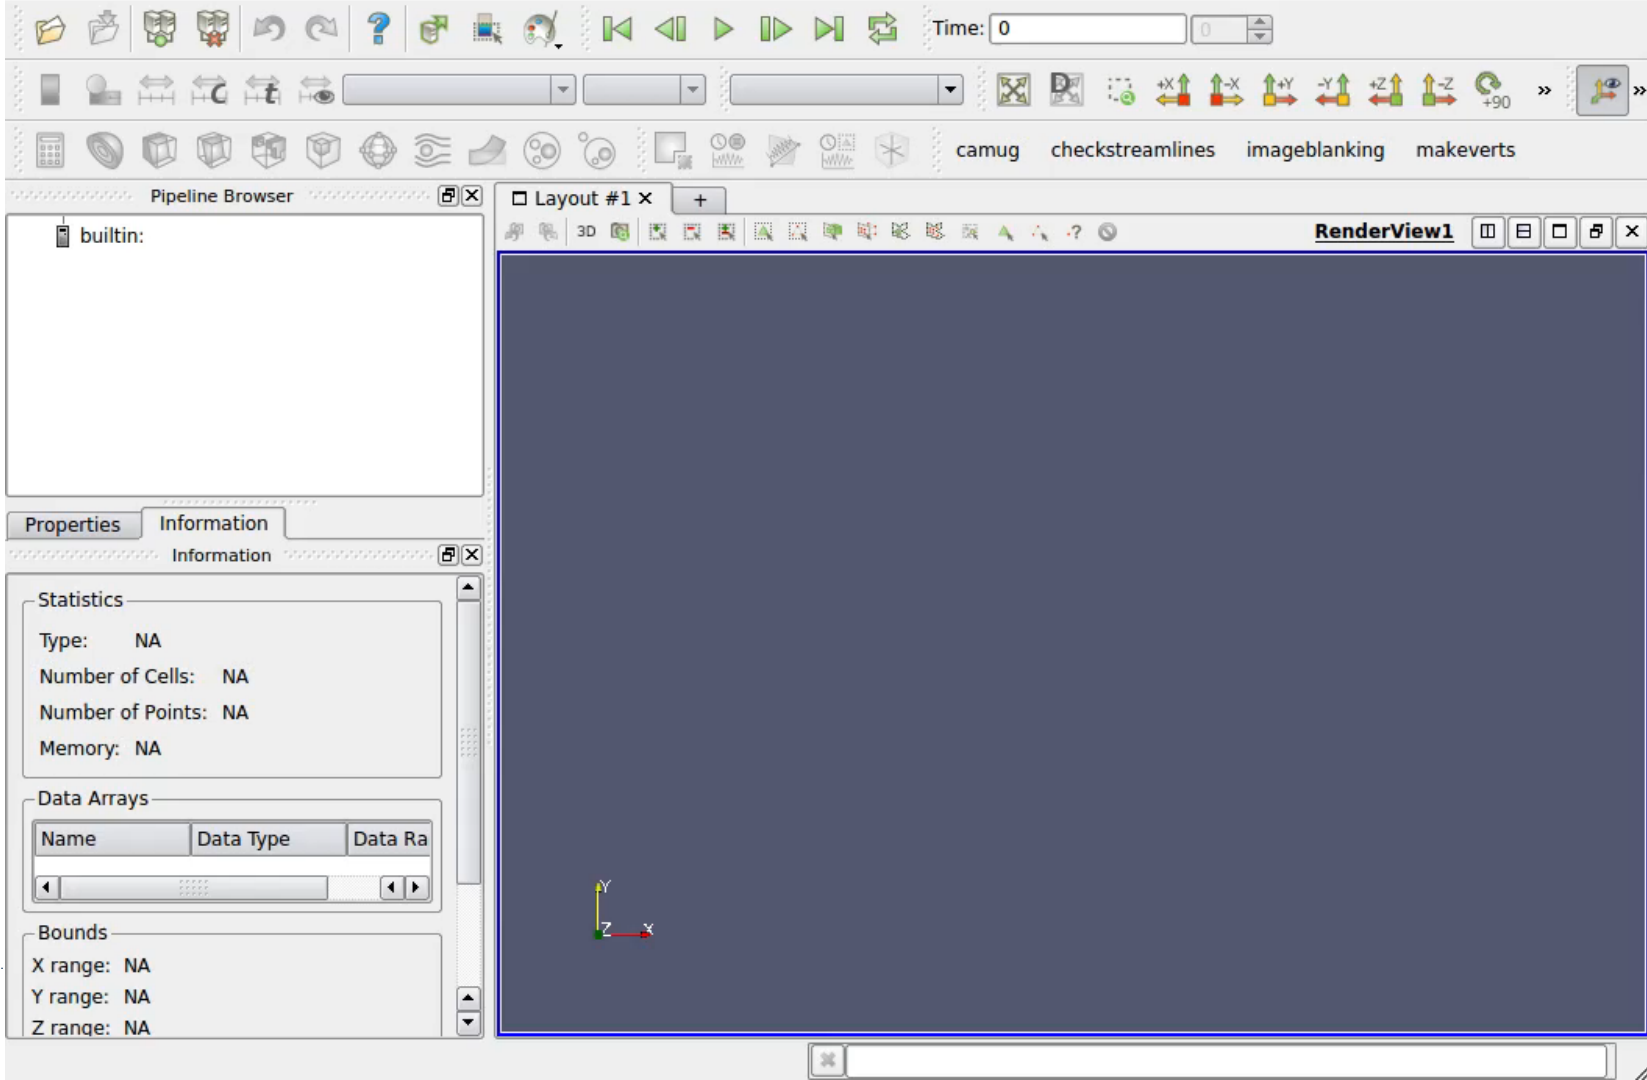 Time: 0 0
+X -X +Y -Y +Z -Z +90 »
»
camug checkstreamlines imageblanking makeverts
Pipeline Browser
builtin:
Layout #1
+
3D
?
RenderView1
Properties Information
Information
Statistics
Type: NA
Number of Cells: NA
Number of Points: NA
Memory: NA
Data Arrays
Name Data Type Data Ra
Bounds
X range: NA
Y range: NA
Z range: NA
Y
Z X